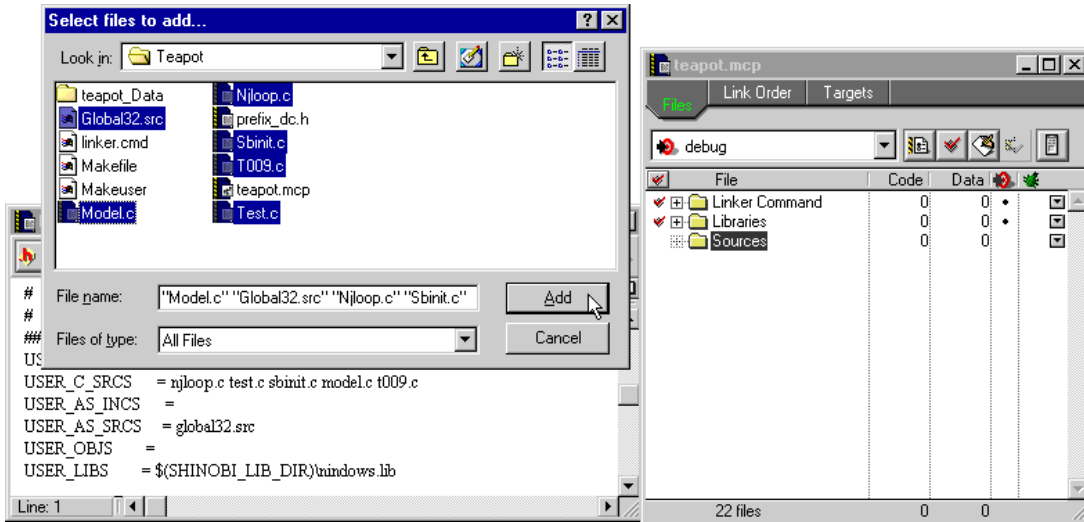 Select files to add...
Look in: Teapot
teapot_Data
Global32.src
linker.cmd
Makefile
Makeuser
Model.c
Njloop.c
prefix_dc.h
Sbinit.c
T009.c
teapot.mcp
Test.c
File name: "Model.c" "Global32.src" "Njloop.c" "Sbinit.c"
Add
Files of type: All Files
Cancel
#
#
##
US
USER_C_SRCS = njloop.c test.c sbinit.c model.c t009.c
USER_AS_INCS =
USER_AS_SRCS = global32.src
USER_OBJS =
USER_LIBS = $(SHINOBI_LIB_DIR)\nindows.lib
Line: 1
teapot.mcp
Files Link Order Targets
debug
File Code Data
Linker Command 0 0
Libraries 0 0
Sources 0 0
22 files 0 0